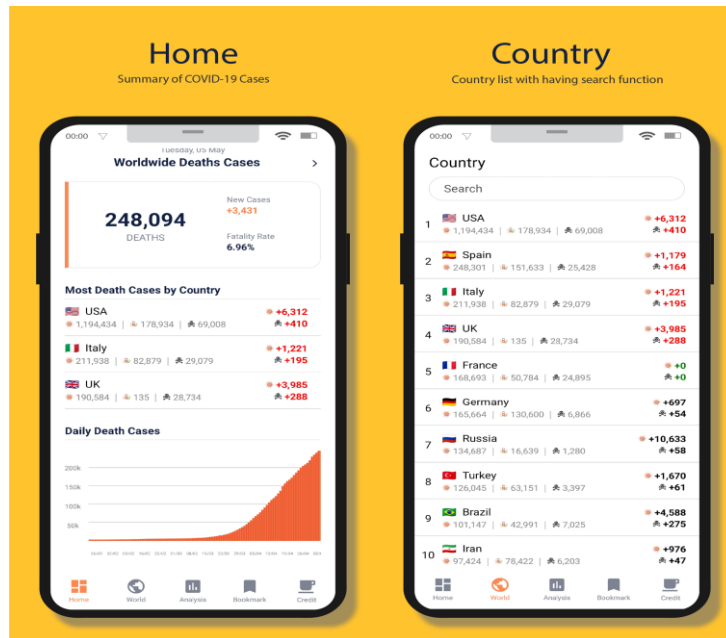 Home
Summary of COVID-19 Cases
00:00
Tuesday, 05 May
Worldwide Deaths Cases >
248,094
DEATHS
New Cases
+3,431
Fatality Rate
6.96%
Most Death Cases by Country
USA +6,312
1,194,434 | 178,934 | 69,008 +410
Italy +1,221
211,938 | 82,879 | 29,079 +195
UK +3,985
190,584 | 135 | 28,734 +288
Daily Death Cases
200k
150k
100k
50k
Home World Analysis Bookmark Credit
Country
Country list with having search function
00:00
Country
Search
1 USA +6,312
1,194,434 | 178,934 | 69,008 +410
2 Spain +1,179
248,301 | 151,633 | 25,428 +164
3 Italy +1,221
211,938 | 82,879 | 29,079 +195
4 UK +3,985
190,584 | 135 | 28,734 +288
5 France +0
168,693 | 50,784 | 24,895 +0
6 Germany +697
165,664 | 130,600 | 6,866 +54
7 Russia +10,633
134,687 | 16,639 | 1,280 +58
8 Turkey +1,670
126,045 | 63,151 | 3,397 +61
9 Brazil +4,588
101,147 | 42,991 | 7,025 +275
10 Iran +976
97,424 | 78,422 | 6,203 +47
Home World Analysis Bookmark Credit